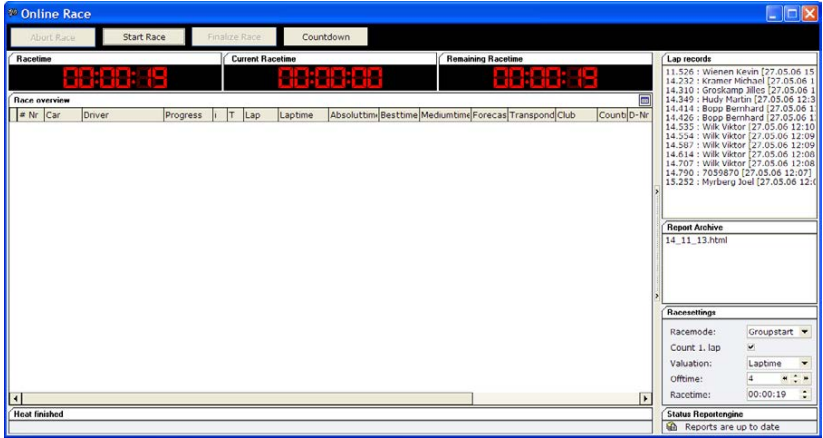 Online Race
Abort Race Start Race Finalize Race Countdown
Racetime Current Racetime Remaining Racetime Lap records
00:00:19 00:00:00 00:00:19
11.526 : Wienen Kevin [27.05.06 15
14.232 : Kramer Michael [27.05.06 1
14.310 : Groskamp Jilles [27.05.06 1
14.349 : Hudy Martin [27.05.06 12:3
14.414 : Bopp Bernhard [27.05.06 1
14.426 : Bopp Bernhard [27.05.06 1
14.535 : Wilk Viktor [27.05.06 12:10
14.554 : Wilk Viktor [27.05.06 12:09
14.587 : Wilk Viktor [27.05.06 12:09
14.614 : Wilk Viktor [27.05.06 12:08
14.707 : Wilk Viktor [27.05.06 12:08
14.790 : 7059870 [27.05.06 12:07]
15.252 : Myrberg Joel [27.05.06 12:0
Race overview
# Nr Car Driver Progress i T Lap Laptime Absoluttim Besttime Mediumtime Forecas Transpond Club Counti D-Nr
Report Archive
14_11_13.html
Racesettings
Racemode: Groupstart
Count 1. lap
Valuation: Laptime
Offtime: 4
Racetime: 00:00:19
Heat finished
Status Reportengine
Reports are up to date